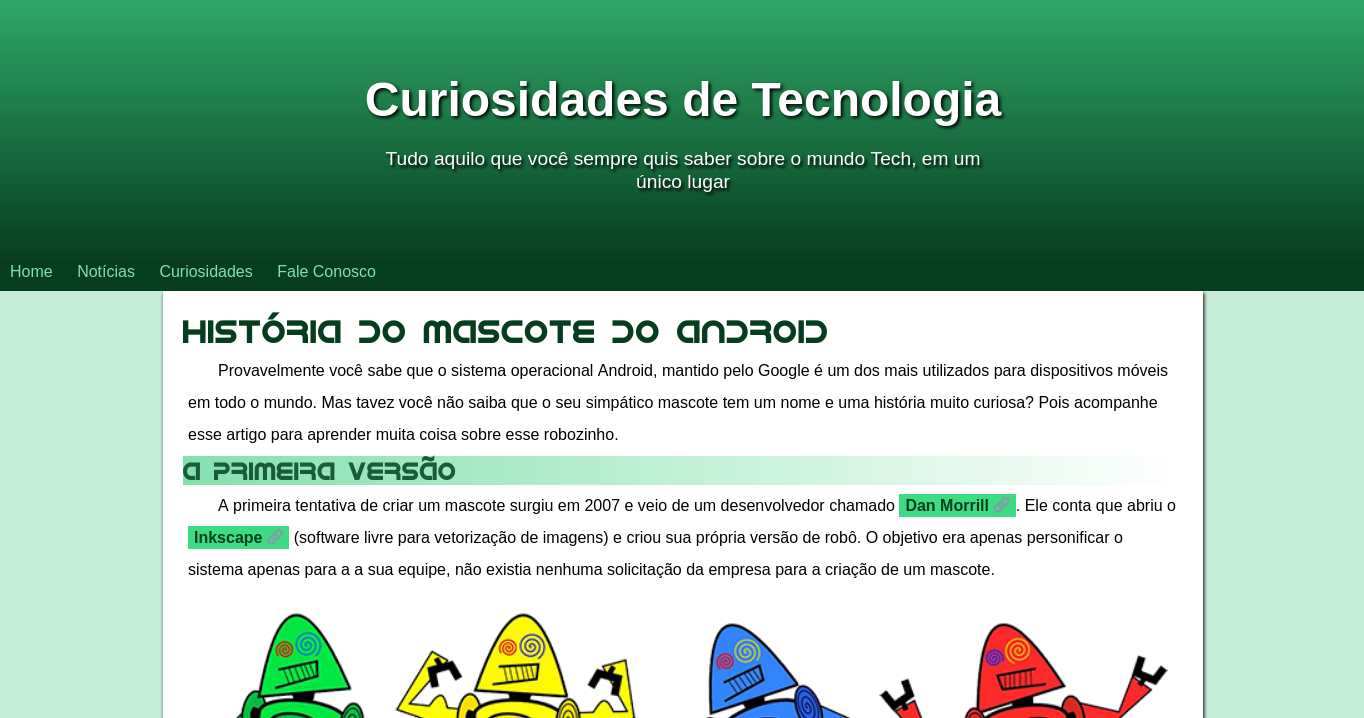 Curiosidades de Tecnologia
Tudo aquilo que você sempre quis saber sobre o mundo Tech, em um
único lugar
Home Notícias Curiosidades Fale Conosco
História do Mascote do Android
Provavelmente você sabe que o sistema operacional Android, mantido pelo Google é um dos mais utilizados para dispositivos móveis
em todo o mundo. Mas tavez você não saiba que o seu simpático mascote tem um nome e uma história muito curiosa? Pois acompanhe
esse artigo para aprender muita coisa sobre esse robozinho.
A primeira versão
A primeira tentativa de criar um mascote surgiu em 2007 e veio de um desenvolvedor chamado Dan Morrill. Ele conta que abriu o
Inkscape (software livre para vetorização de imagens) e criou sua própria versão de robô. O objetivo era apenas personificar o
sistema apenas para a a sua equipe, não existia nenhuma solicitação da empresa para a criação de um mascote.